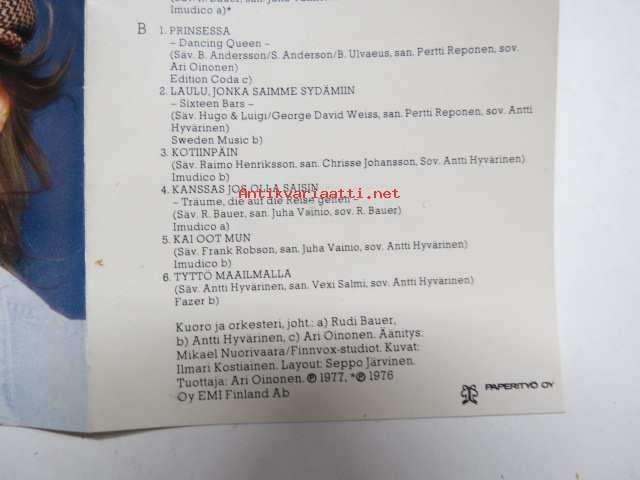 Imudico a)*
B 1. PRINSESSA
– Dancing Queen –
(Säv. B. Andersson/S. Anderson/B. Ulvaeus, san. Pertti Reponen, sov.
Ari Oinonen)
Edition Coda c)
2. LAULU, JONKA SAIMME SYDÄMIIN
– Sixteen Bars –
(Säv. Hugo & Luigi/George David Weiss, san. Pertti Reponen, sov. Antti
Hyvärinen)
Sweden Music b)
3. KOTIINPÄIN
(Säv. Raimo Henriksson, san. Chrisse Johansson, Sov. Antti Hyvärinen)
Imudico b)
4. KANSSAS JOS OLLA SAISIN
– Träume, die auf die Reise gehen –
(Säv. R. Bauer, san. Juha Vainio, sov. R. Bauer)
Imudico a)
Antikvariaatti.net
5. KAI OOT MUN
(Säv. Frank Robson, san. Juha Vainio, sov. Antti Hyvärinen)
Imudico b)
6. TYTTÖ MAAILMALLA
(Säv. Antti Hyvärinen, san. Vexi Salmi, sov. Antti Hyvärinen)
Fazer b)
Kuoro ja orkesteri, joht.: a) Rudi Bauer,
b) Antti Hyvärinen, c) Ari Oinonen. Äänitys:
Mikael Nuorivaara/Finnvox-studiot. Kuvat:
Ilmari Kostiainen. Layout: Seppo Järvinen.
Tuottaja: Ari Oinonen. ℗ 1977, *℗ 1976
Oy EMI Finland Ab
PAPERITYÖ OY